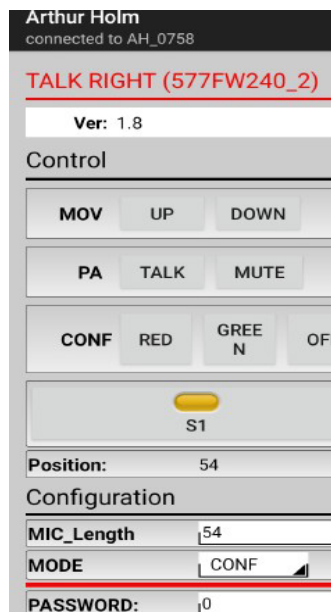 Arthur Holm
connected to AH_0758
TALK RIGHT (577FW240_2)
Ver: 1.8
Control
MOV UP DOWN
PA TALK MUTE
CONF RED GREE
N OF
S1
Position: 54
Configuration
MIC_Length 54
MODE CONF
PASSWORD: 0